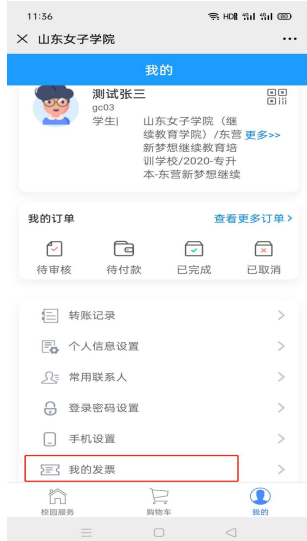 11:36
山东女子学院
我的
测试张三
gc03
学生| 山东女子学院（继
续教育学院）/东营 更多>>
新梦想继续教育培
训学校/2020-专升
本-东营新梦想继续
我的订单 查看更多订单>
待审核 待付款 已完成 已取消
转账记录
个人信息设置
常用联系人
登录密码设置
手机设置
我的发票
校园服务 购物车 我的